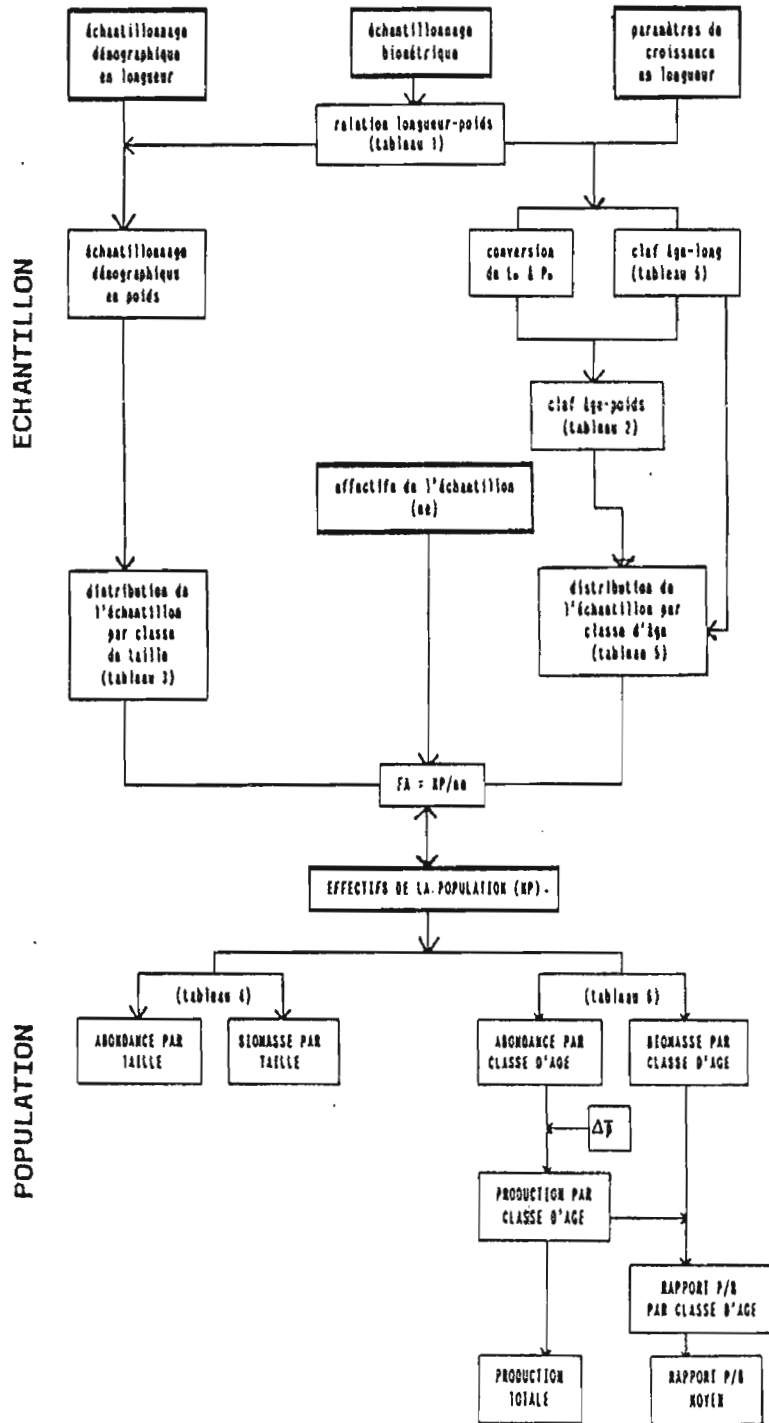 échantillonnage
démographique
en longueur
échantillonnage
biométrique
paramètres de
croissance
en longueur
relation longueur-poids
(tableau 1)
ECHANTILLON
échantillonnage
démographique
en poids
conversion
de L∞ à P∞
clef âge-long
(tableau 5)
clef âge-poids
(tableau 2)
effectifs de l'échantillon
(ne)
distribution de
l'échantillon
par classe
de taille
(tableau 3)
distribution de
l'échantillon par
classe d'âge
(tableau 5)
FA = NP/ne
EFFECTIFS DE LA POPULATION (NP).
POPULATION
(tableau 4)
(tableau 6)
ABONDANCE PAR
TAILLE
BIOMASSE PAR
TAILLE
ABONDANCE PAR
CLASSE D'AGE
BIOMASSE PAR
CLASSE D'AGE
PRODUCTION PAR
CLASSE D'AGE
RAPPORT P/B
PAR CLASSE D'AGE
PRODUCTION
TOTALE
RAPPORT P/B
MOYEN